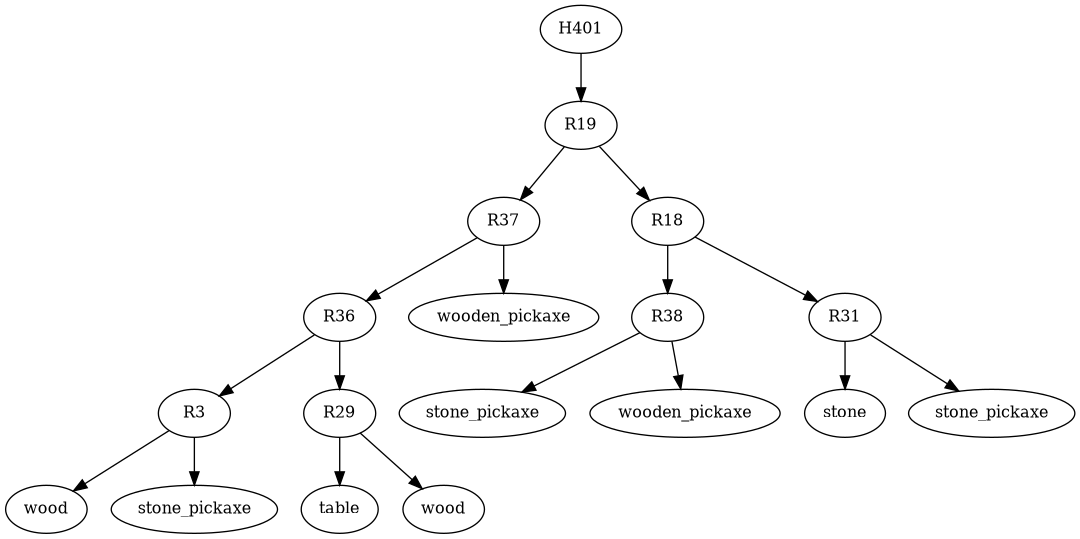 H401
R19
R37
R18
R36
wooden_pickaxe
R38
R31
R3
R29
stone_pickaxe
wooden_pickaxe
stone
stone_pickaxe
wood
stone_pickaxe
table
wood